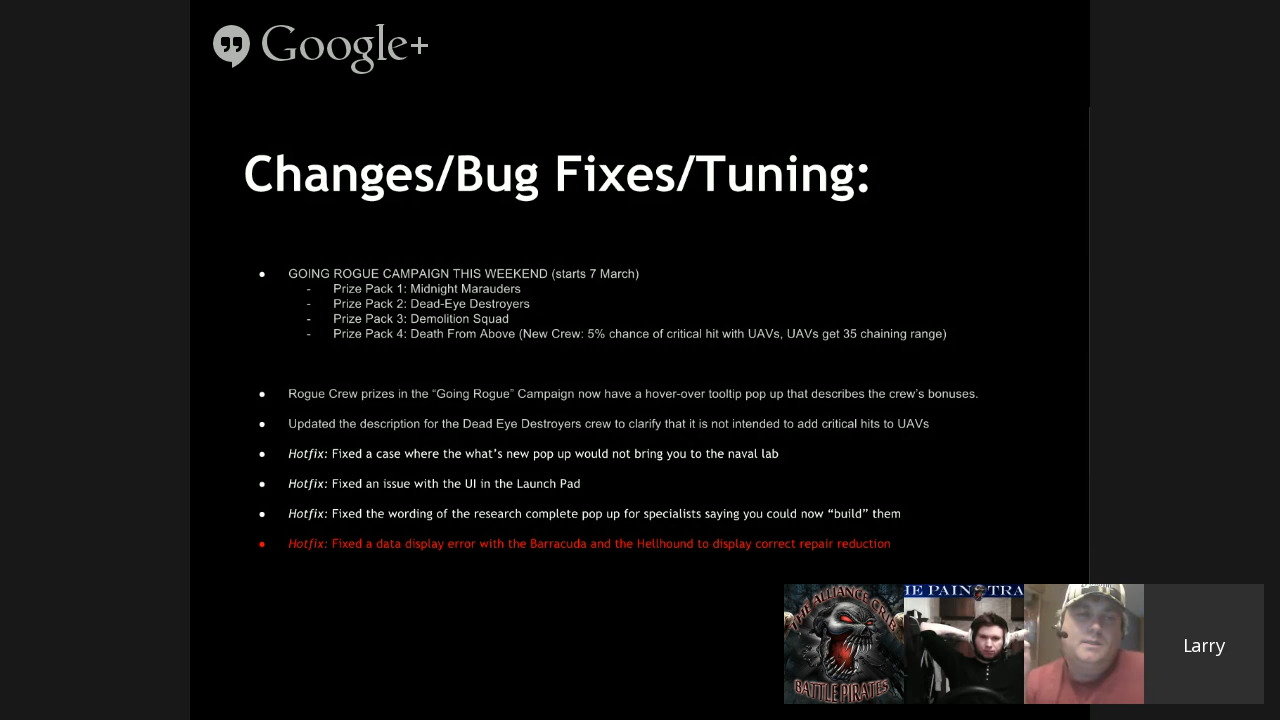 Google+
Changes/Bug Fixes/Tuning:
● GOING ROGUE CAMPAIGN THIS WEEKEND (starts 7 March)
- Prize Pack 1: Midnight Marauders
- Prize Pack 2: Dead-Eye Destroyers
- Prize Pack 3: Demolition Squad
- Prize Pack 4: Death From Above (New Crew: 5% chance of critical hit with UAVs, UAVs get 35 chaining range)
● Rogue Crew prizes in the “Going Rogue” Campaign now have a hover-over tooltip pop up that describes the crew’s bonuses.
● Updated the description for the Dead Eye Destroyers crew to clarify that it is not intended to add critical hits to UAVs
● Hotfix: Fixed a case where the what’s new pop up would not bring you to the naval lab
● Hotfix: Fixed an issue with the UI in the Launch Pad
● Hotfix: Fixed the wording of the research complete pop up for specialists saying you could now “build” them
● Hotfix: Fixed a data display error with the Barracuda and the Hellhound to display correct repair reduction
THE ALLIANCE
BATTLE PIRATES
PAIN TRA
Larry